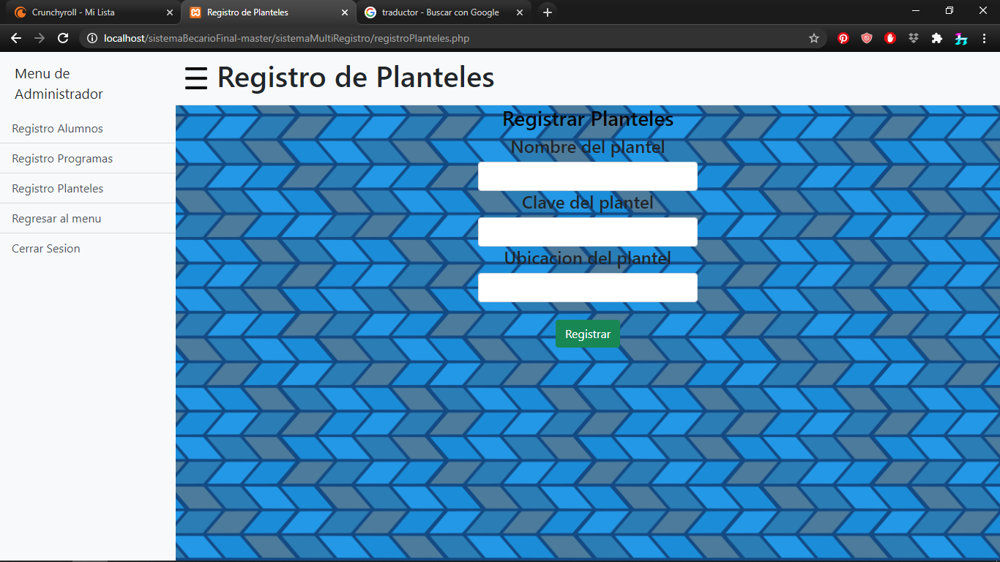 Crunchyroll - Mi Lista
Registro de Planteles
traductor - Buscar con Google
localhost/sistemaBecarioFinal-master/sistemaMultiRegistro/registroPlanteles.php
Menu de
Administrador
Registro Alumnos
Registro Programas
Registro Planteles
Regresar al menu
Cerrar Sesion
Registro de Planteles
Registrar Planteles
Nombre del plantel
Clave del plantel
Ubicacion del plantel
Registrar